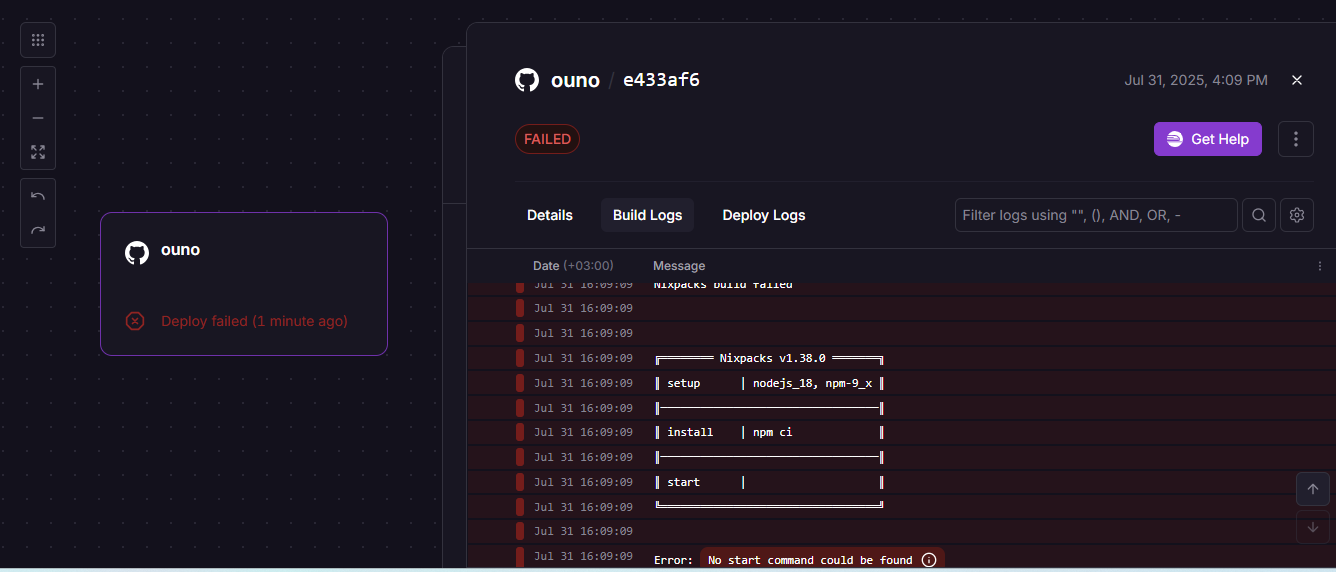 ouno / e433af6
Jul 31, 2025, 4:09 PM
FAILED
Get Help
Details
Build Logs
Deploy Logs
Filter logs using "", (), AND, OR, -
ouno
Deploy failed (1 minute ago)
Date (+03:00) Message
Jul 31 16:09:09 Nixpacks build failed
Jul 31 16:09:09
Jul 31 16:09:09
Jul 31 16:09:09 ╔═══════ Nixpacks v1.38.0 ══════╗
Jul 31 16:09:09 ║ setup | nodejs_18, npm-9_x ║
Jul 31 16:09:09 ║───────────────────────────║
Jul 31 16:09:09 ║ install | npm ci ║
Jul 31 16:09:09 ║───────────────────────────║
Jul 31 16:09:09 ║ start | ║
Jul 31 16:09:09 ╚═══════════════════════════╝
Jul 31 16:09:09
Jul 31 16:09:09 Error: No start command could be found